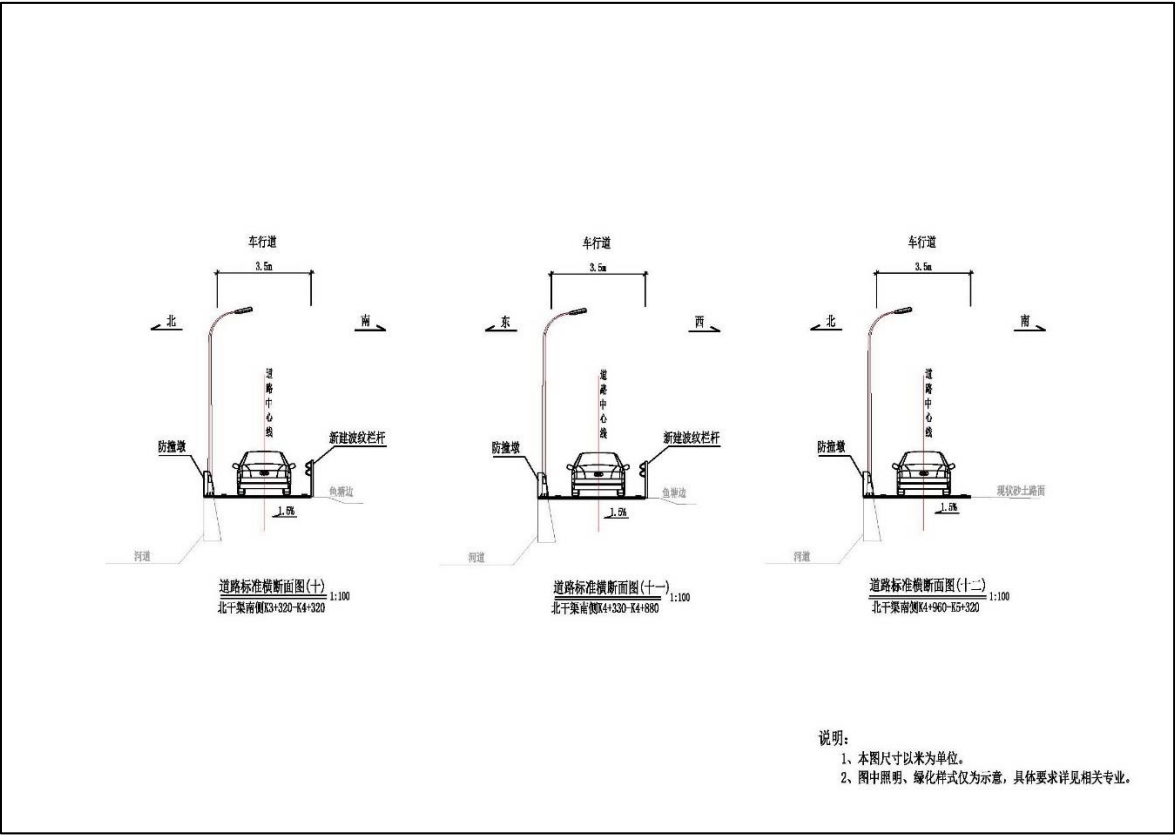 车行道
3.5m
北
南
道路中心线
防撞墩
新建波纹栏杆
鱼塘边
1.5%
河道
道路标准横断面图(十)
1:100
北干渠南侧K3+320-K4+320
车行道
3.5m
东
西
道路中心线
防撞墩
新建波纹栏杆
鱼塘边
1.5%
河道
道路标准横断面图(十一)
1:100
北干渠南侧K4+330-K4+880
车行道
3.5m
北
南
道路中心线
防撞墩
现状砂土路面
1.5%
河道
道路标准横断面图(十二)
1:100
北干渠南侧K4+960-K5+320
说明:
1、本图尺寸以米为单位。
2、图中照明、绿化样式仅为示意，具体要求详见相关专业。